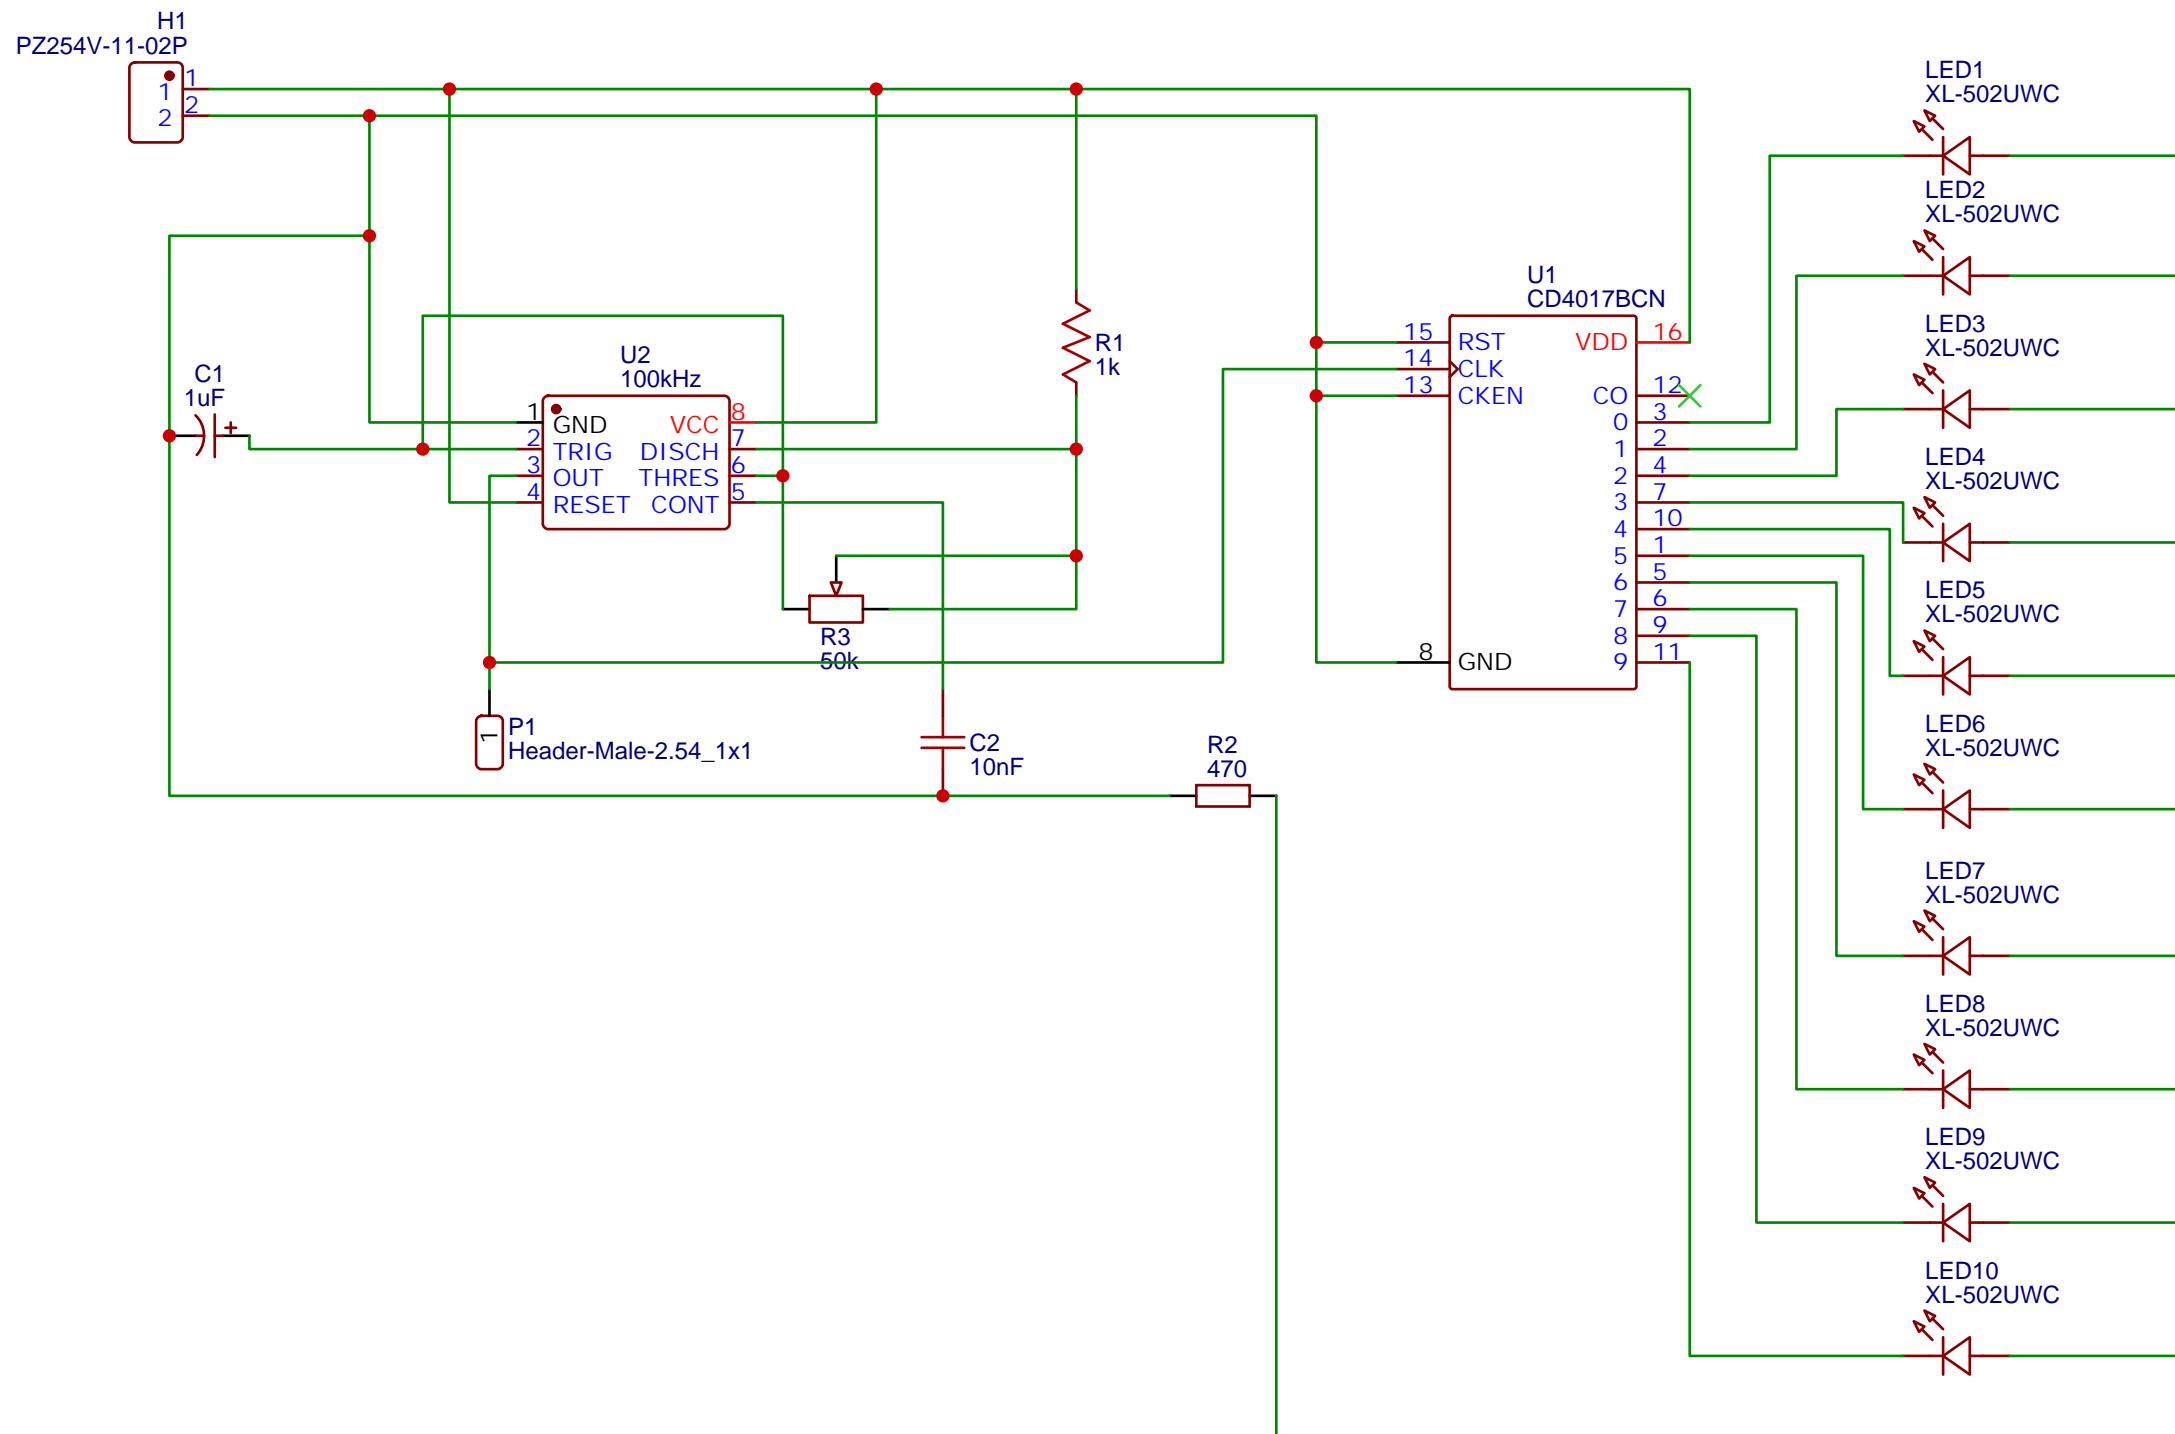 H1
PZ254V-11-02P
1
1
2
2
C1
1uF
+
U2
100kHz
1
GND
2
TRIG
3
OUT
4
RESET
VCC
8
DISCH
7
THRES
6
CONT
5
R1
1k
R3
50k
P1
Header-Male-2.54_1x1
1
C2
10nF
R2
470
U1
CD4017BCN
15
RST
14
CLK
13
CKEN
8
GND
VDD
16
CO
12
0
3
1
2
2
4
3
7
4
10
5
1
6
5
7
6
8
9
9
11
LED1
XL-502UWC
LED2
XL-502UWC
LED3
XL-502UWC
LED4
XL-502UWC
LED5
XL-502UWC
LED6
XL-502UWC
LED7
XL-502UWC
LED8
XL-502UWC
LED9
XL-502UWC
LED10
XL-502UWC